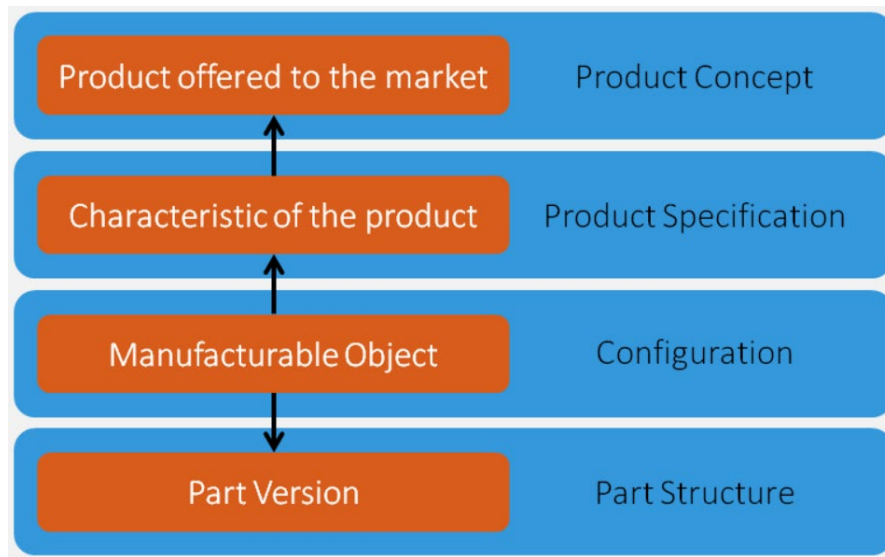 Product offered to the market
Product Concept
Characteristic of the product
Product Specification
Manufacturable Object
Configuration
Part Version
Part Structure